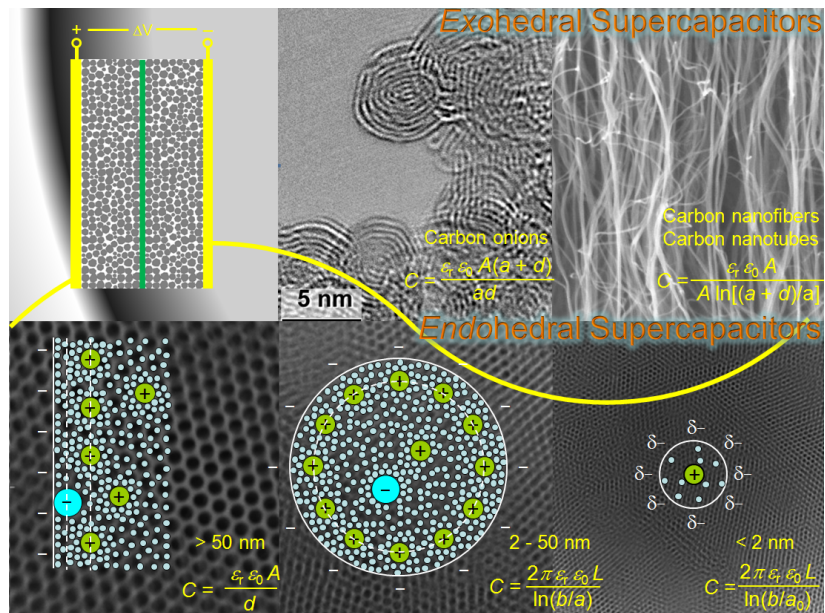 Exohedral Supercapacitors
+ ΔV −
Carbon onions
C = εr ε0 A(a + d) / ad
5 nm
Carbon nanofibers
Carbon nanotubes
C = εr ε0 A / A ln[(a + d)/a]
Endohedral Supercapacitors
> 50 nm
C = εr ε0 A / d
2 - 50 nm
C = 2π εr ε0 L / ln(b/a)
δ− δ− δ− δ− δ− δ− δ− δ−
< 2 nm
C = 2π εr ε0 L / ln(b/a0)